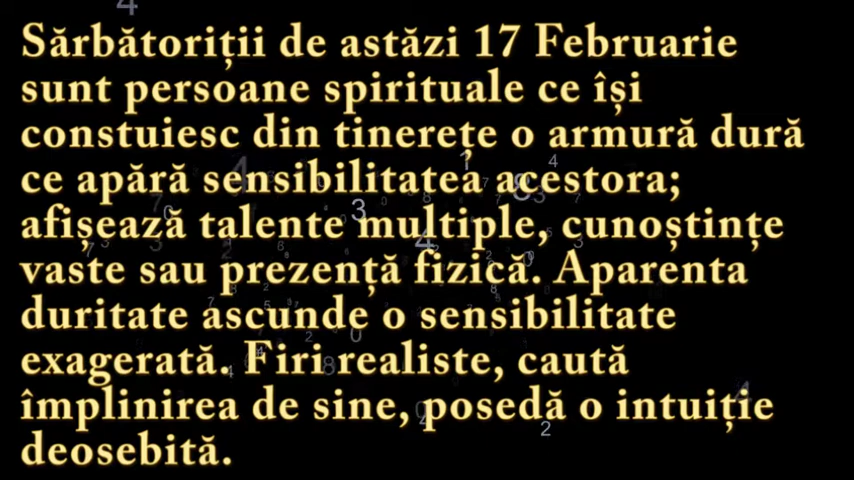 Sărbătoriții de astăzi 17 Februarie
sunt persoane spirituale ce își
constuiesc din tinerețe o armură dură
ce apără sensibilitatea acestora;
afișează talente multiple, cunoștințe
vaste sau prezență fizică. Aparenta
duritate ascunde o sensibilitate
exagerată. Firi realiste, caută
împlinirea de sine, posedă o intuiție
deosebită.